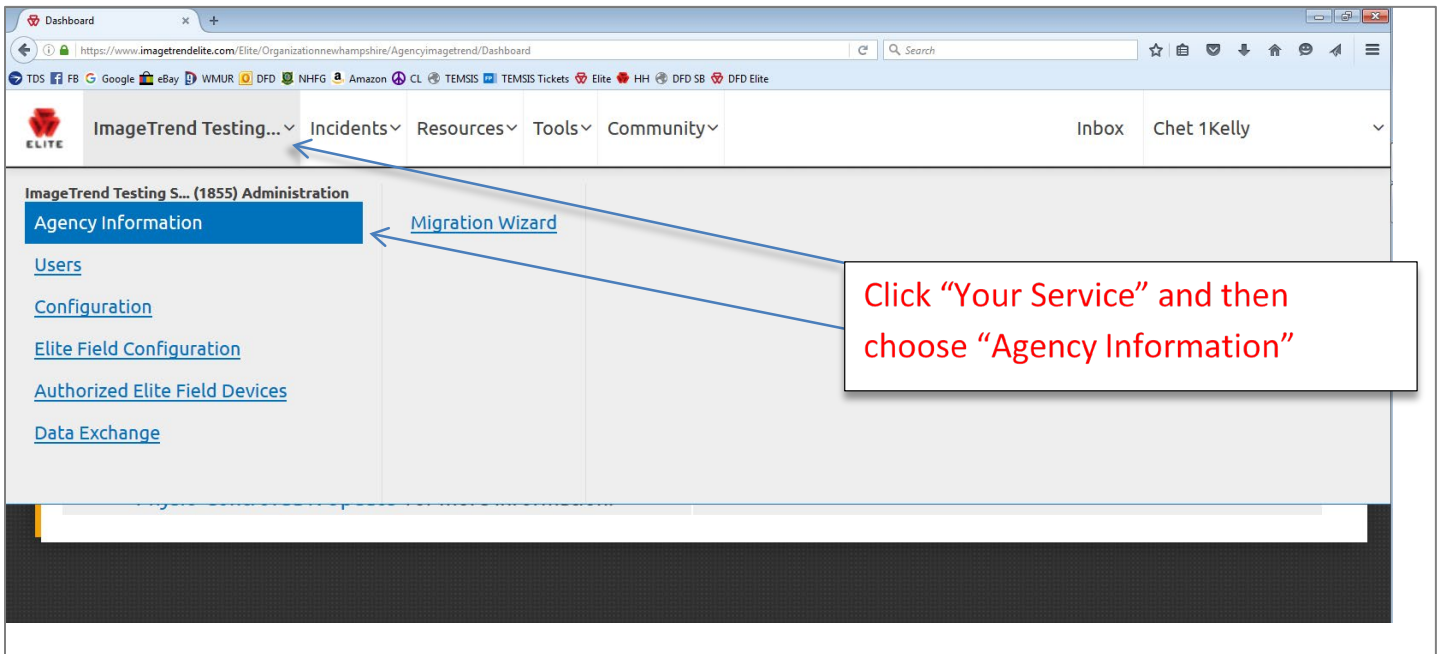 Dashboard × +
https://www.imagetrendelite.com/Elite/Organizationnewhampshire/Agencyimagetrend/Dashboard Search
TDS FB Google eBay WMUR DFD NHFG Amazon CL TEMSIS TEMSIS Tickets Elite HH DFD SB DFD Elite
ELITE ImageTrend Testing... Incidents Resources Tools Community Inbox Chet 1Kelly
ImageTrend Testing S... (1855) Administration
Agency Information Migration Wizard
Users
Configuration
Elite Field Configuration
Authorized Elite Field Devices
Data Exchange
Click “Your Service” and then
choose “Agency Information”